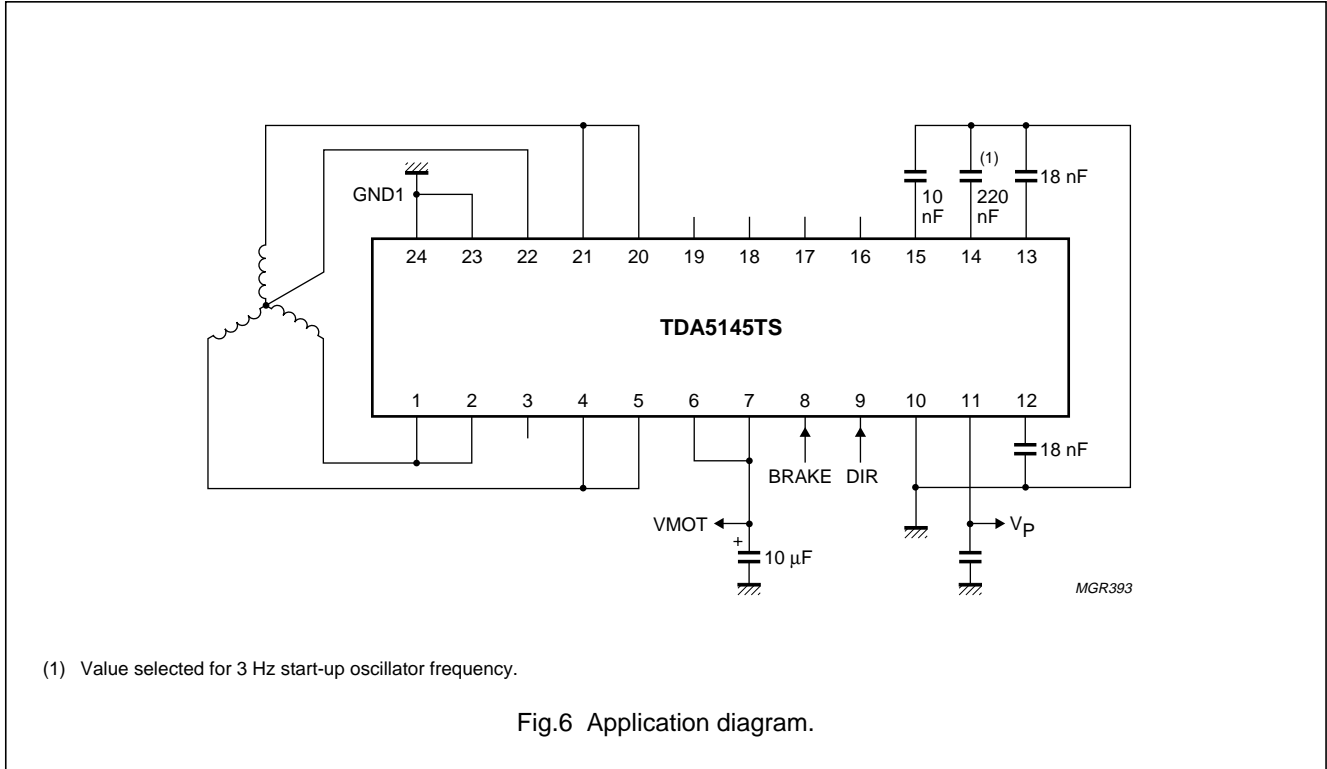 (1)
18 nF
GND1
10 nF
220 nF
24 23 22 21 20 19 18 17 16 15 14 13
TDA5145TS
1 2 3 4 5 6 7 8 9 10 11 12
18 nF
BRAKE DIR
VMOT
VP
+
10 µF
MGR393
(1) Value selected for 3 Hz start-up oscillator frequency.
Fig.6 Application diagram.